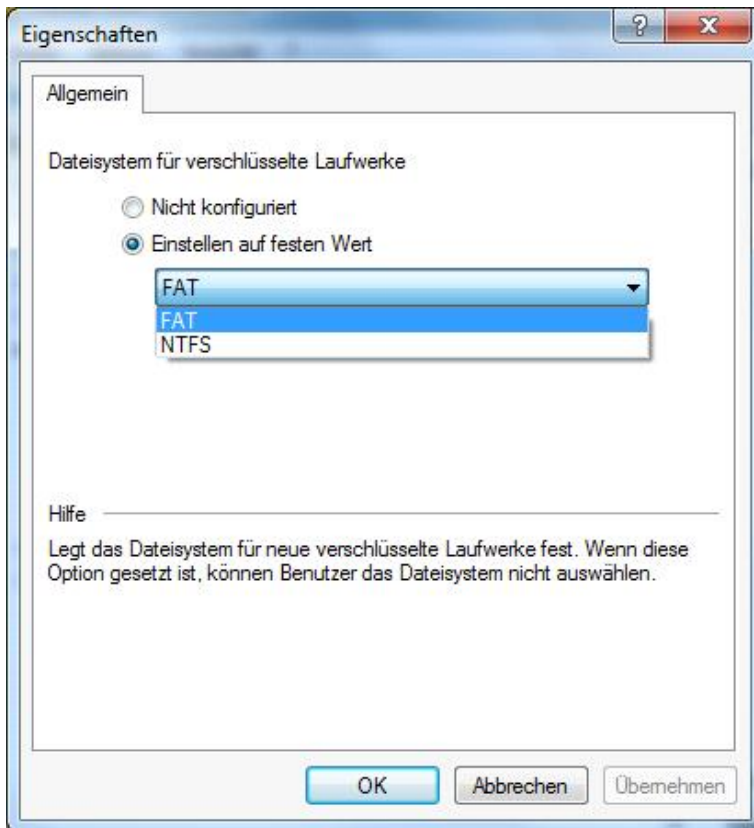 Eigenschaften
?
X
Allgemein
Dateisystem für verschlüsselte Laufwerke
Nicht konfiguriert
Einstellen auf festen Wert
FAT
FAT
NTFS
Hilfe
Legt das Dateisystem für neue verschlüsselte Laufwerke fest. Wenn diese
Option gesetzt ist, können Benutzer das Dateisystem nicht auswählen.
OK Abbrechen Übernehmen